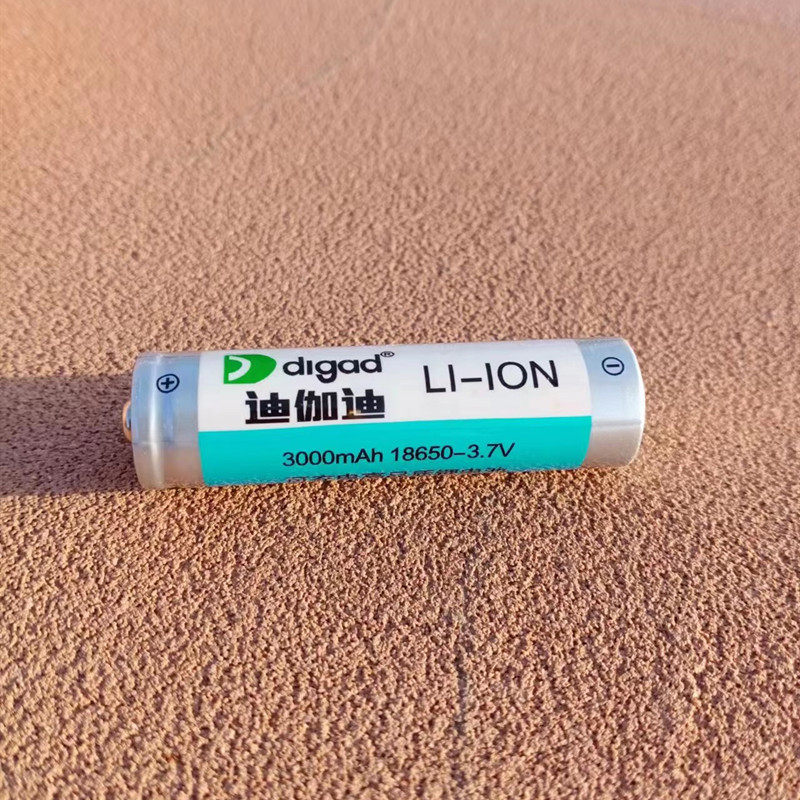 digad®
迪伽迪
LI-ION
3000mAh 18650-3.7V